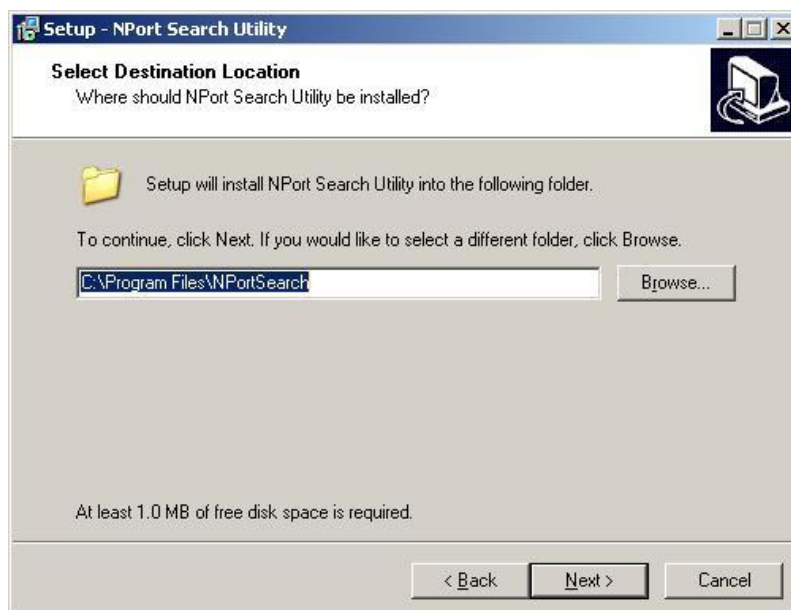 Setup - NPort Search Utility
Select Destination Location
Where should NPort Search Utility be installed?
Setup will install NPort Search Utility into the following folder.
To continue, click Next. If you would like to select a different folder, click Browse.
C:\Program Files\NPortSearch
Browse...
At least 1.0 MB of free disk space is required.
< Back
Next >
Cancel